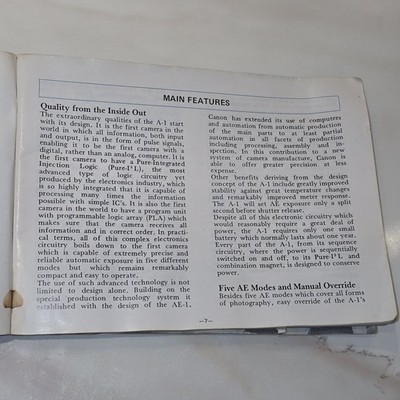 MAIN FEATURES
Quality from the Inside Out
The extraordinary qualities of the A-1 start
with its design. It is the first camera in the
world in which all information, both input
and output, is in the form of pulse signals,
enabling it to be the first camera with a
digital, rather than an analog, computer. It is
the first camera to have a Pure-Integrated
Injection Logic (Pure-I²L), the most
advanced type of logic circuitry yet
produced by the electronics industry, which
is so highly integrated that it is capable of
processing many times the information
possible with simple IC's. It is also the first
camera in the world to have a program unit
with programmable logic array (PLA) which
makes sure that the camera receives all
information and in correct order. In practi-
cal terms, all of this complex electronics
circuitry boils down to the first camera
which is capable of extremely precise and
reliable automatic exposure in five different
modes but which remains remarkably
compact and easy to operate.
The use of such advanced technology is not
limited to design alone. Building on the
special production technology system it
established with the design of the AE-1,
Canon has extended its use of computers
and automation from automatic production
of the main parts to at least partial
automation in all facets of production
including processing, assembly and in-
spection. In this contribution to a new
system of camera manufacture, Canon is
able to offer greater precision at less
expense.
Other benefits deriving from the design
concept of the A-1 include greatly improved
stability against great temperature changes
and remarkably improved meter response.
The A-1 will set AE exposure only a split
second before shutter release.
Despite all of this electronic circuitry which
would reasonably require a great deal of
power, the A-1 requires only one small
battery which normally lasts about one year.
Every part of the A-1, from its sequence
circuitry, where the power is sequentially
switched on and off, to its Pure-I²L and
combination magnet, is designed to conserve
power.
Five AE Modes and Manual Override
Besides five AE modes which cover all forms
of photography, easy override of the A-1's
—7—